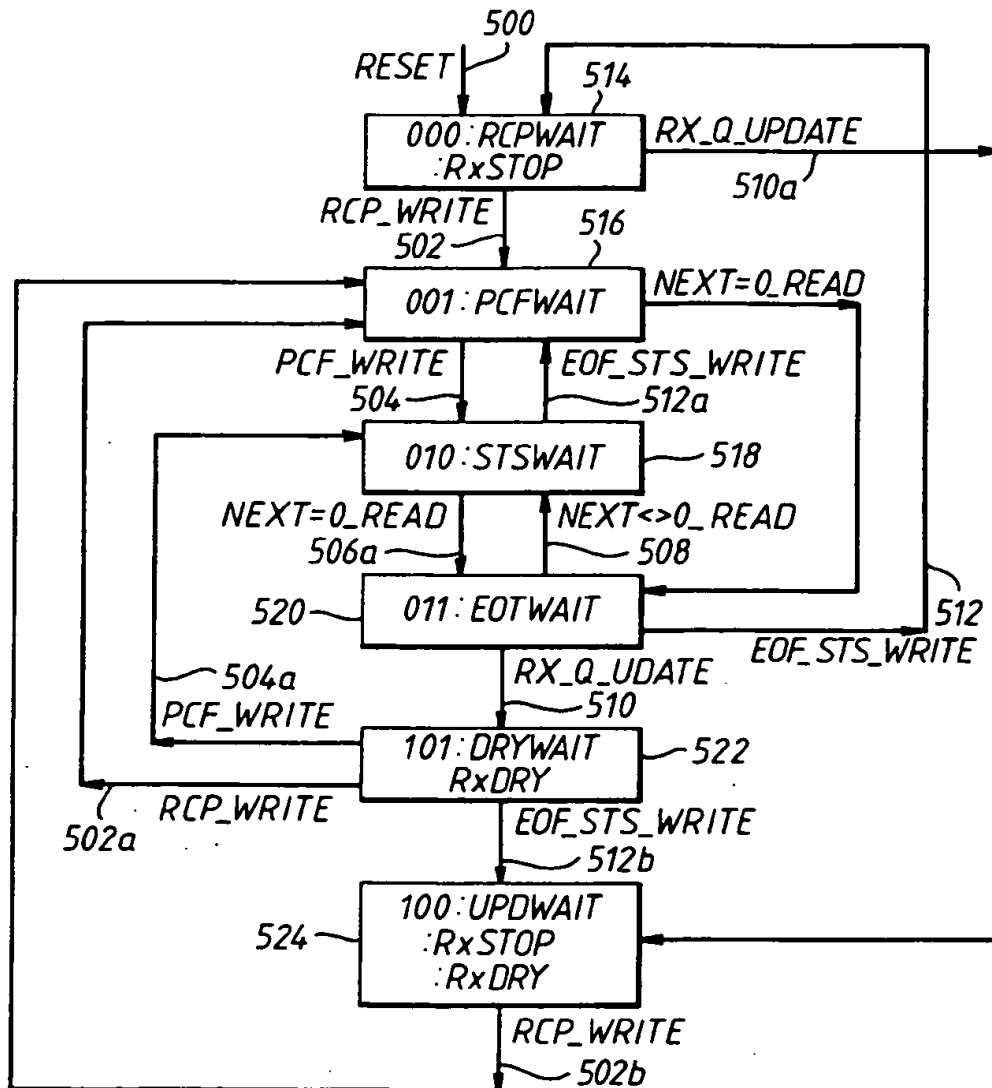 500
RESET
514
000:RCPWAIT
:RxSTOP
RX_Q_UPDATE
510a
RCP_WRITE
502
516
001:PCFWAIT
NEXT=0_READ
PCF_WRITE
504
EOF_STS_WRITE
512a
010:STSWAIT
518
NEXT=0_READ
506a
NEXT<>0_READ
508
520
011:EOTWAIT
512
EOF_STS_WRITE
504a
RX_Q_UDATE
510
PCF_WRITE
101:DRYWAIT
RxDRY
522
RCP_WRITE
502a
EOF_STS_WRITE
512b
524
100:UPDWAIT
:RxSTOP
:RxDRY
RCP_WRITE
502b